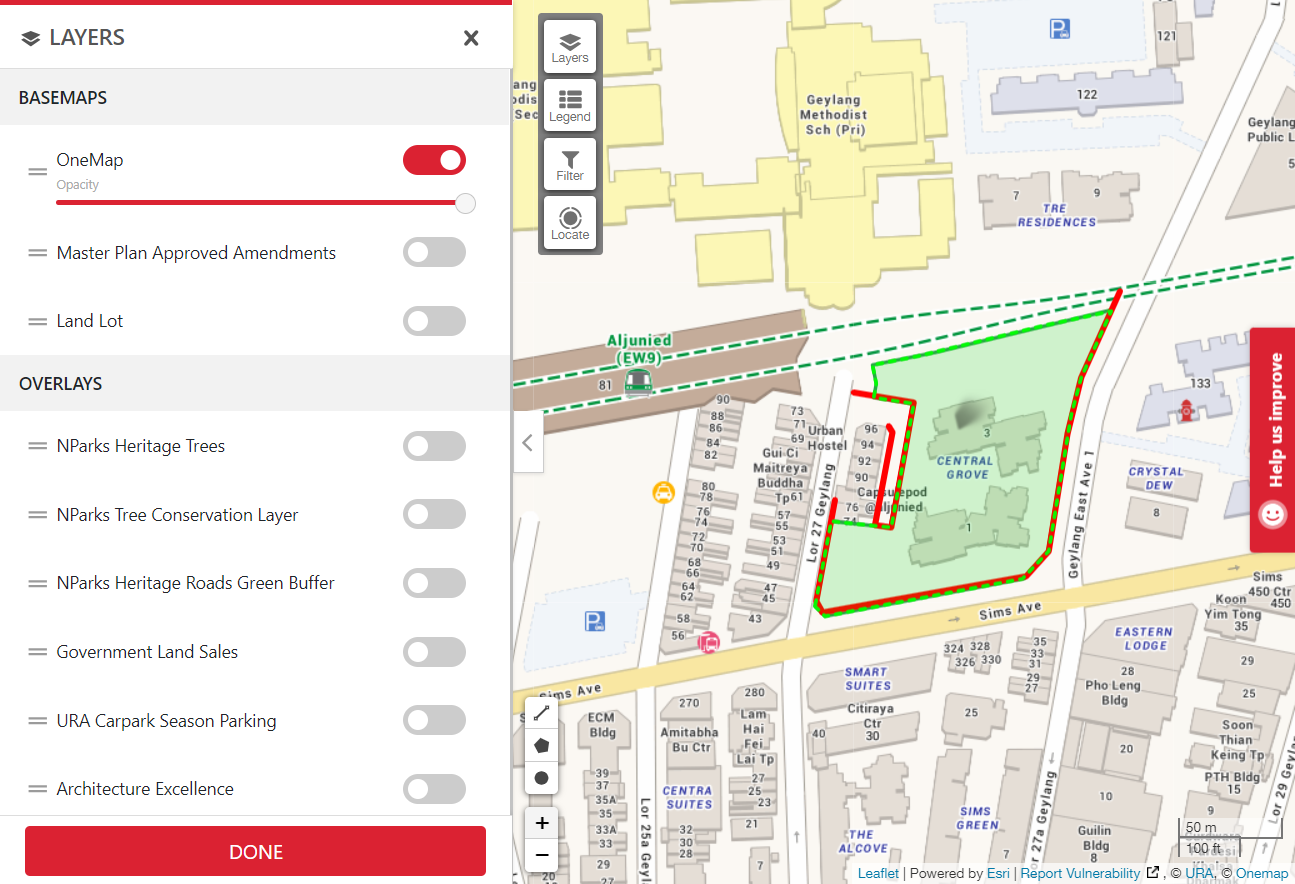 LAYERS
BASEMAPS
OneMap
Opacity
Master Plan Approved Amendments
Land Lot
OVERLAYS
NParks Heritage Trees
NParks Tree Conservation Layer
NParks Heritage Roads Green Buffer
Government Land Sales
URA Carpark Season Parking
Architecture Excellence
DONE
Layers
Legend
Filter
Locate
Geylang
Methodist
Sch (Pri)
121
122
Geylang
Public L
7
9
TRE
RESIDENCES
Aljunied
(EW9)
81
133
Help us improve
90
88
86
84
82
80
78
76
74
72
70
68
66
64
62
58
56
73
71
69
Gui Ci
Maitreya
Buddha
Tp
61
57
55
53
51
49
47
45
43
Urban
Hostel
96
94
92
90
76
74
Capsulepod
@Aljunied
Lor 27 Geylang
3
CENTRAL
GROVE
1
Geylang East Ave 1
CRYSTAL
DEW
8
Sims Ave
Sims
450 Ctr
450
Koon
Yim Tong
35
EASTERN
LODGE
28
Pho Leng
Bldg
29
25
20
Soon
Thian
Keing Tp
PTH Bldg
15
9
10
Guilin
Bldg
8
324
328
326
330
35
33
31
29
27
SMART
SUITES
Citiraya
Ctr
30
40
25
Sims Ave
ECM
Bldg
39
37
35A
35
33A
33
29
27
20
270
Amitabha
Bu Ctr
CENTRA
SUITES
32
30
28
280
Lam
Hai
Fei
Lai Tp
27
25
23
21
7
Lor 25a Geyl
THE
ALCOVE
SIMS
GREEN
7
Lor 27a Geylang
Lor 29 Geyla
+
−
50 m
100 ft
Leaflet | Powered by Esri | Report Vulnerability , © URA, © Onemap